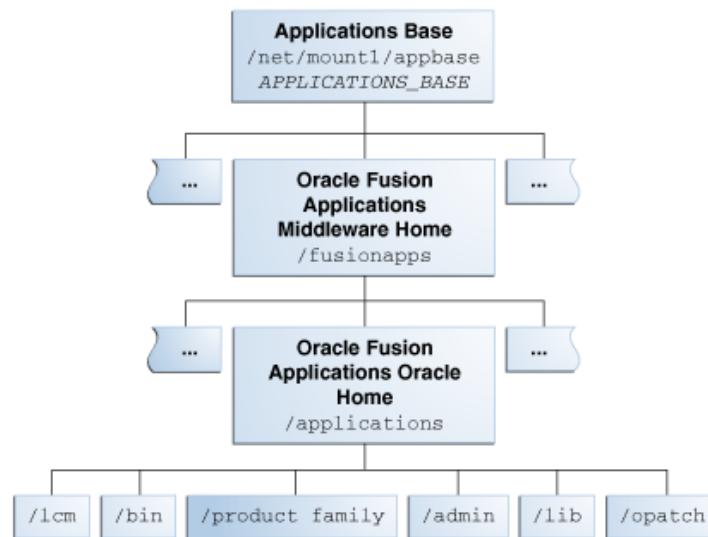 Applications Base
/net/mount1/appbase
APPLICATIONS_BASE
...
Oracle Fusion
Applications
Middleware Home
/fusionapps
...
...
Oracle Fusion
Applications Oracle
Home
/applications
...
/lcm
/bin
/product family
/admin
/lib
/opatch